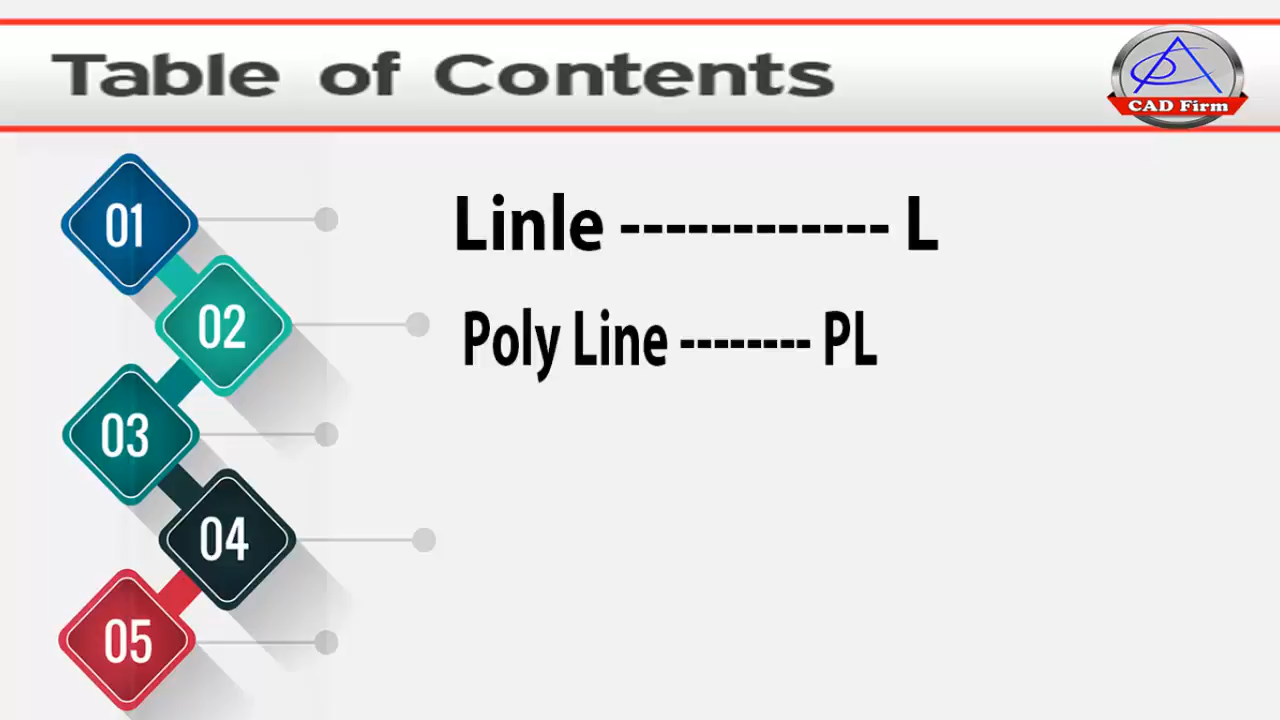 Table of Contents
CAD Firm
01
Linle ------------ L
02
Poly Line -------- PL
03
04
05